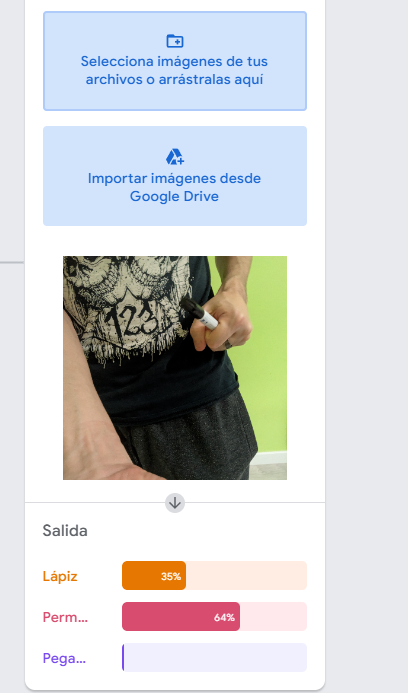 Selecciona imágenes de tus
archivos o arrástralas aquí
Importar imágenes desde
Google Drive
123
Salida
Lápiz
35%
Perm...
64%
Pega...